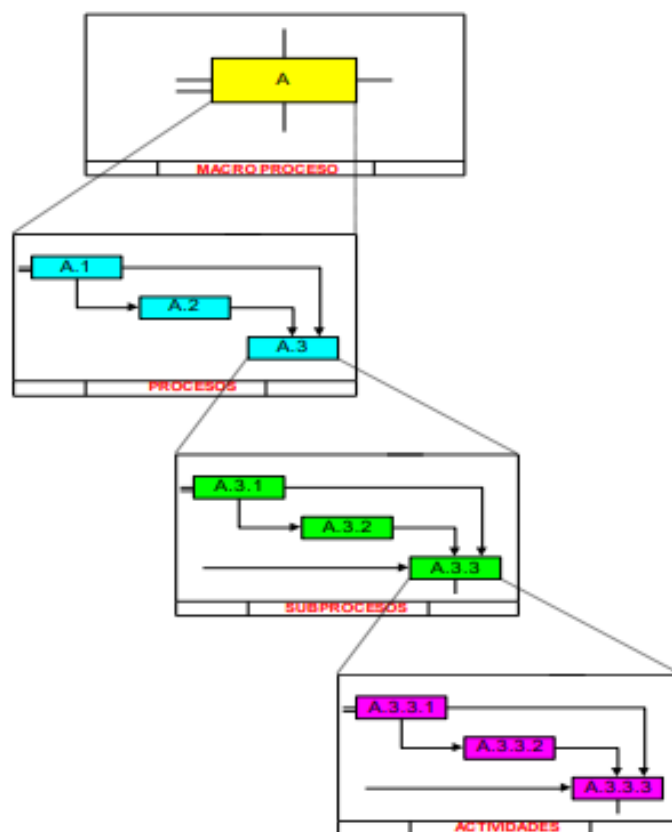 A
MACRO PROCESO
A.1
A.2
A.3
PROCESOS
A.3.1
A.3.2
A.3.3
SUBPROCESOS
A.3.3.1
A.3.3.2
A.3.3.3
ACTIVIDADES